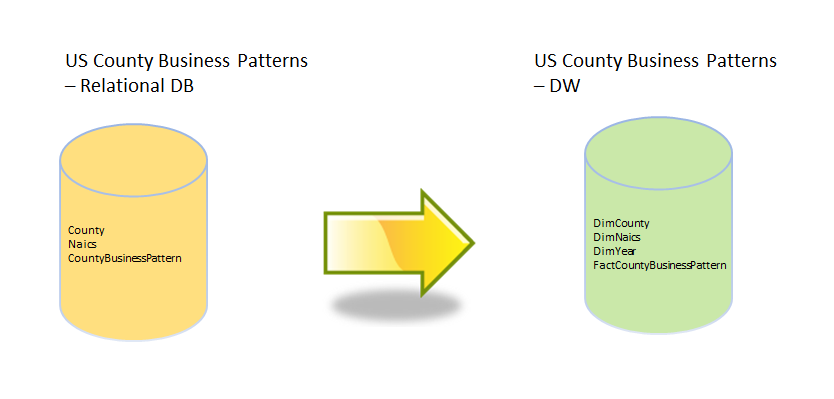 US County Business Patterns
– Relational DB
County
Naics
CountyBusinessPattern
US County Business Patterns
– DW
DimCounty
DimNaics
DimYear
FactCountyBusinessPattern